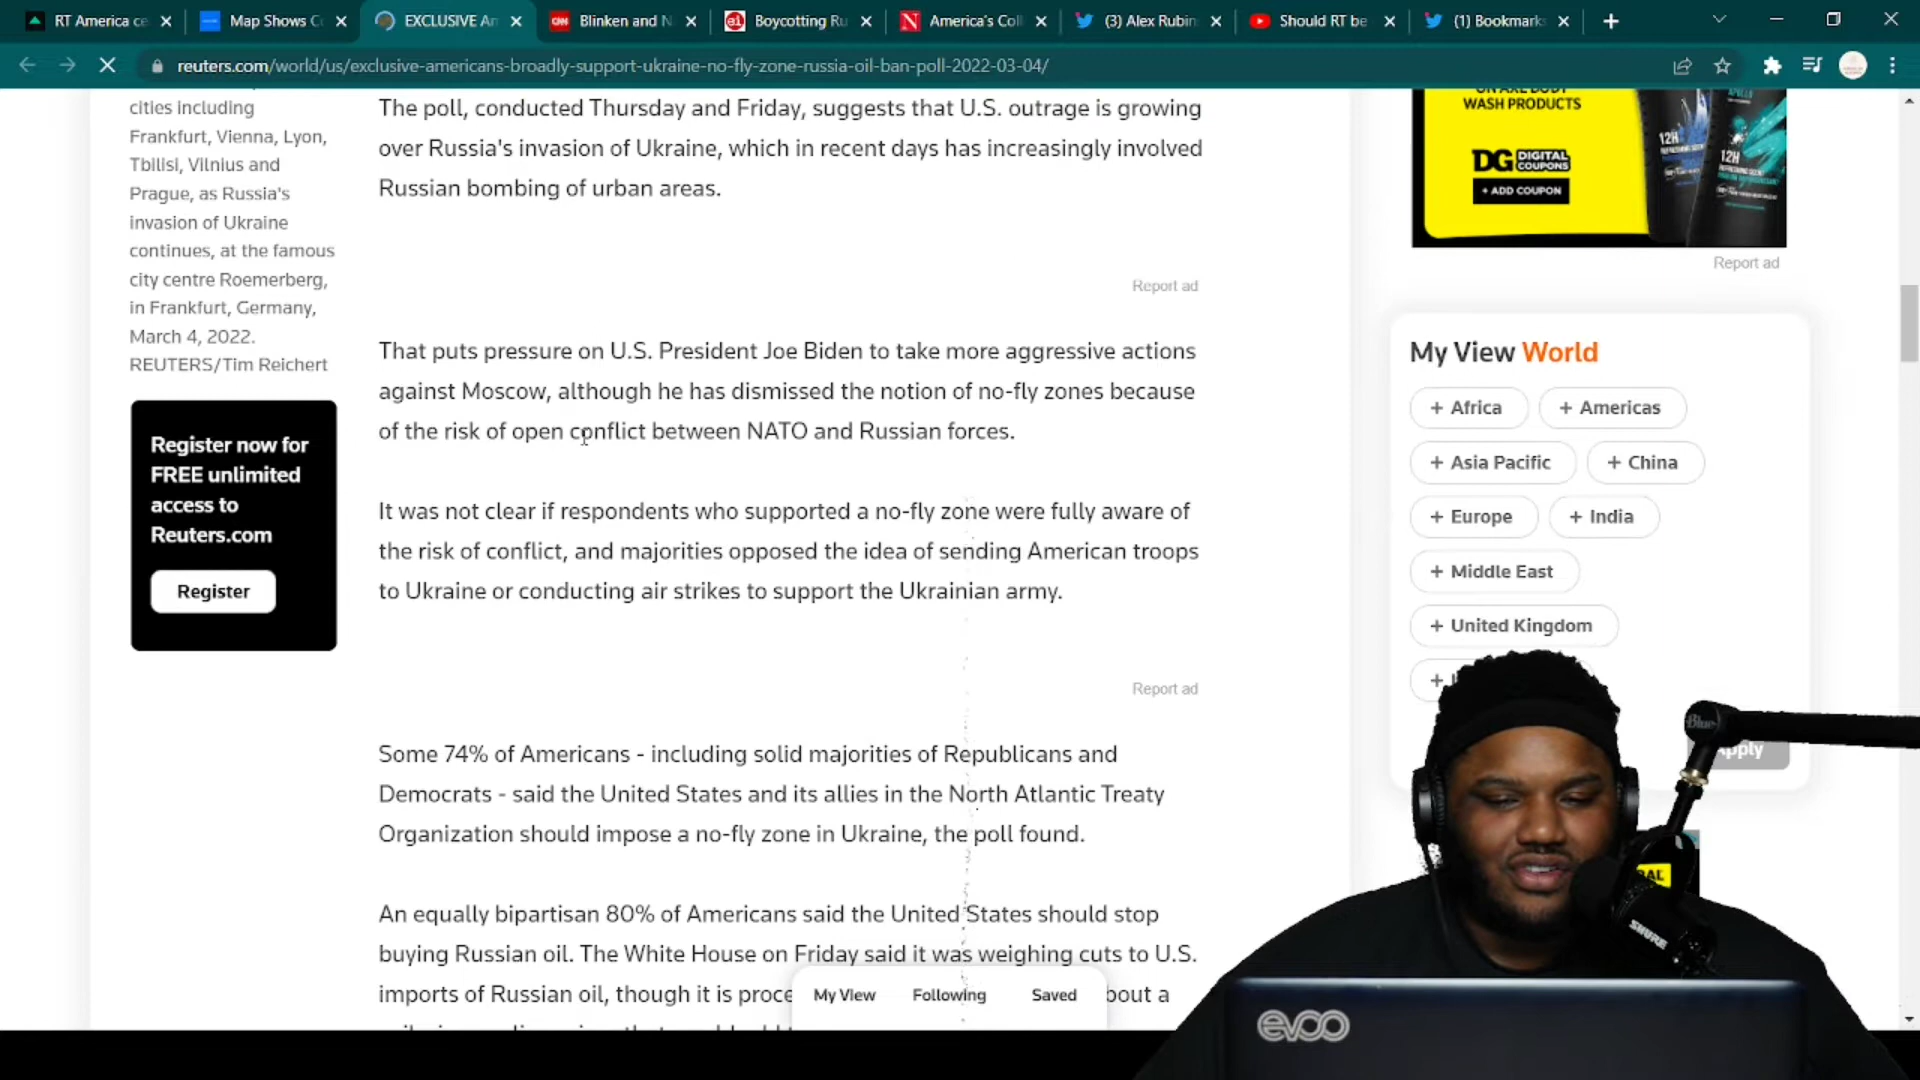 RT America ce
Map Shows C
EXCLUSIVE An
Blinken and N
Boycotting Ru
America's Coll
(3) Alex Rubin
Should RT be
(1) Bookmark
reuters.com/world/us/exclusive-americans-broadly-support-ukraine-no-fly-zone-russia-oil-ban-poll-2022-03-04/
cities including
Frankfurt, Vienna, Lyon,
Tbilisi, Vilnius and
Prague, as Russia's
invasion of Ukraine
continues, at the famous
city centre Roemerberg,
in Frankfurt, Germany,
March 4, 2022.
REUTERS/Tim Reichert
Register now for
FREE unlimited
access to
Reuters.com
Register
The poll, conducted Thursday and Friday, suggests that U.S. outrage is growing
over Russia's invasion of Ukraine, which in recent days has increasingly involved
Russian bombing of urban areas.
Report ad
That puts pressure on U.S. President Joe Biden to take more aggressive actions
against Moscow, although he has dismissed the notion of no-fly zones because
of the risk of open conflict between NATO and Russian forces.
It was not clear if respondents who supported a no-fly zone were fully aware of
the risk of conflict, and majorities opposed the idea of sending American troops
to Ukraine or conducting air strikes to support the Ukrainian army.
Report ad
Some 74% of Americans - including solid majorities of Republicans and
Democrats - said the United States and its allies in the North Atlantic Treaty
Organization should impose a no-fly zone in Ukraine, the poll found.
An equally bipartisan 80% of Americans said the United States should stop
buying Russian oil. The White House on Friday said it was weighing cuts to U.S.
imports of Russian oil, though it is proce
bout a
My View Following Saved
WASH PRODUCTS
DG DIGITAL
COUPONS
+ ADD COUPON
12H
12H
Report ad
My View World
+ Africa
+ Americas
+ Asia Pacific
+ China
+ Europe
+ India
+ Middle East
+ United Kingdom
+
Apply
Blue
SHURE
evoo